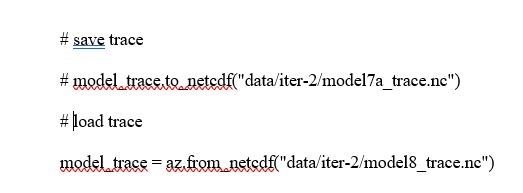 # save trace
# model_trace.to_netcdf("data/iter-2/model7a_trace.nc")
# load trace
model_trace = az.from_netcdf("data/iter-2/model8_trace.nc")